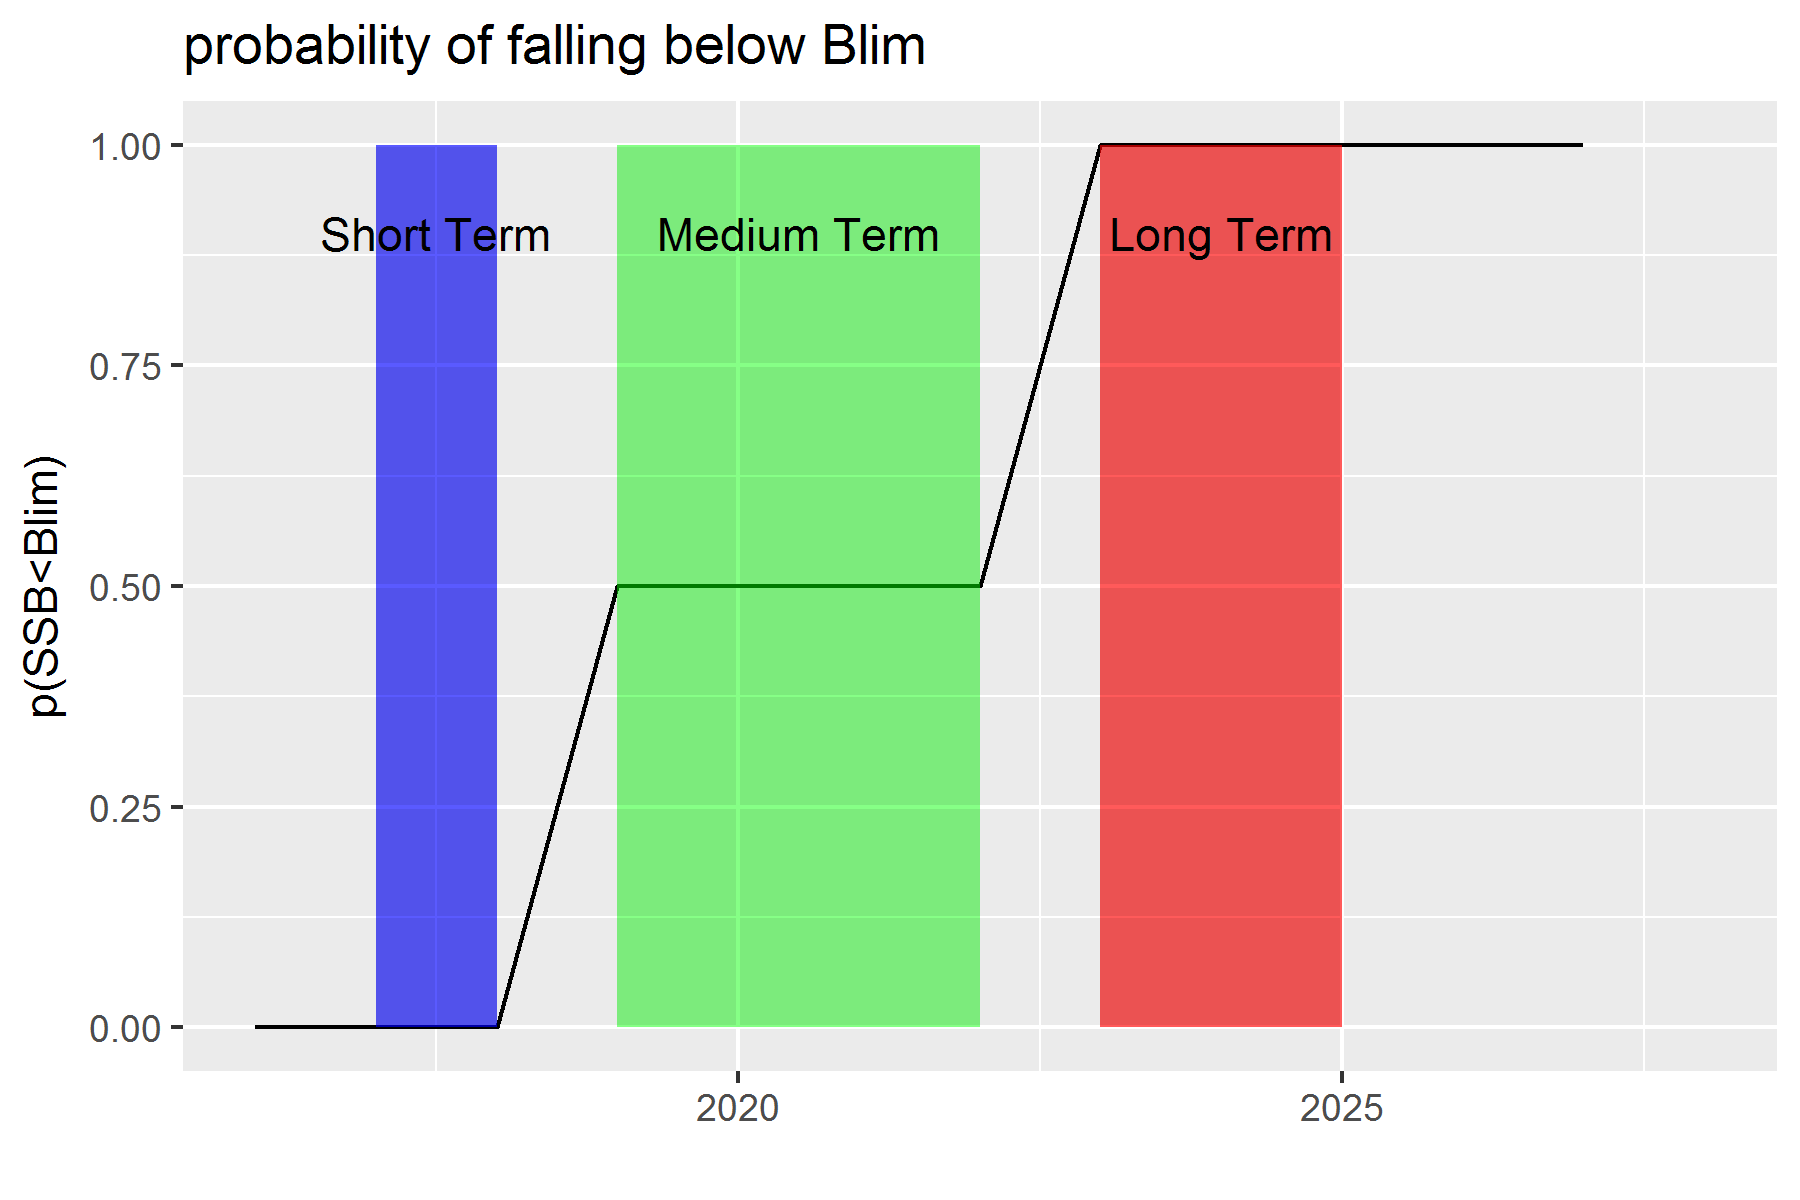 probability of falling below Blim
p(SSB<Blim)
1.00
0.75
0.50
0.25
0.00
Short Term
Medium Term
Long Term
2020
2025